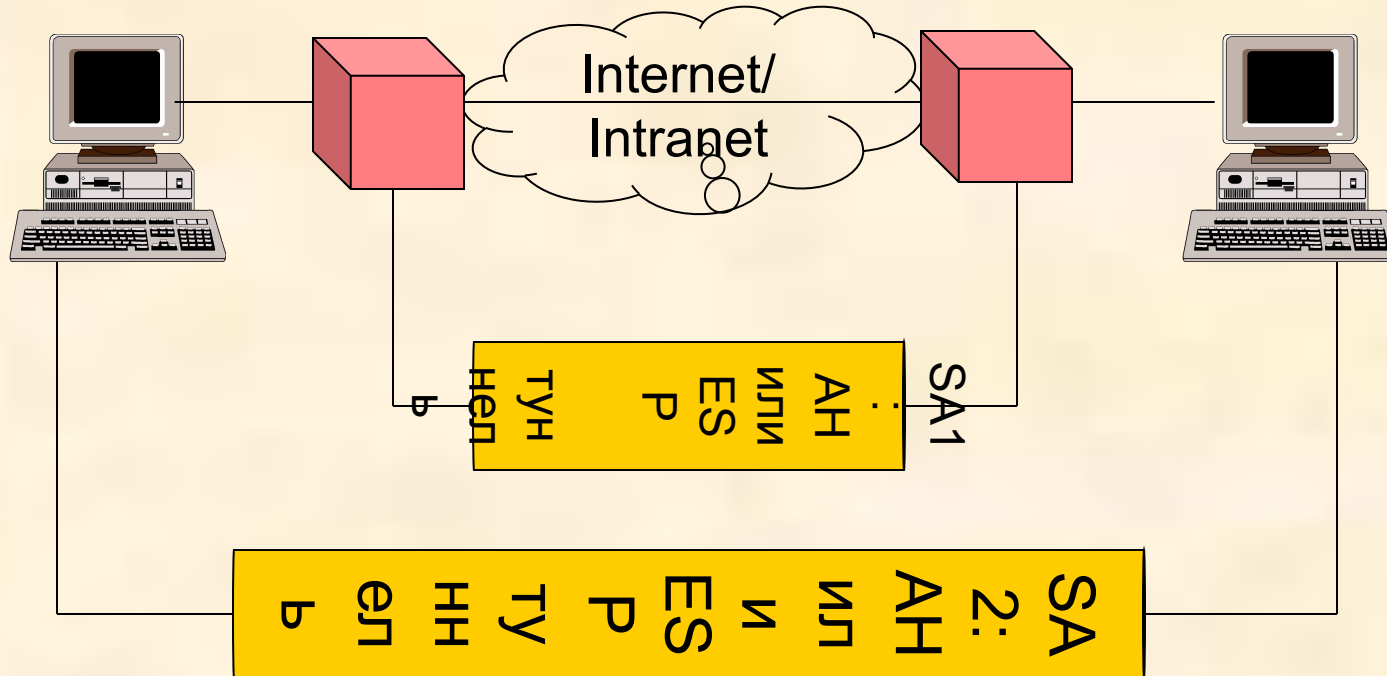 Internet/
Intranet
SA1
:
AH
или
ES
P
тун
нел
ь
SA
2:
AH
ил
и
ES
P
ту
нн
ел
ь